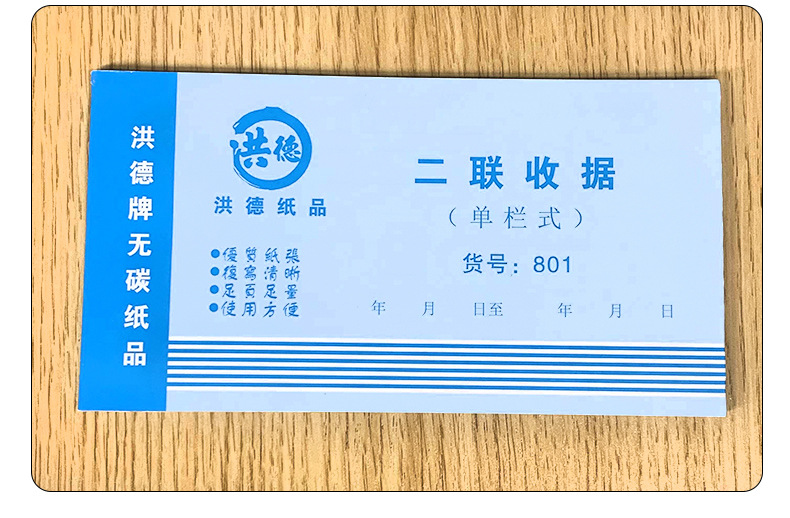 洪德牌无碳纸品
洪德
洪德纸品
優質紙張
復寫清晰
足頁足量
使用方便
二联收据
（单栏式）
货号：801
年 月 日至 年 月 日